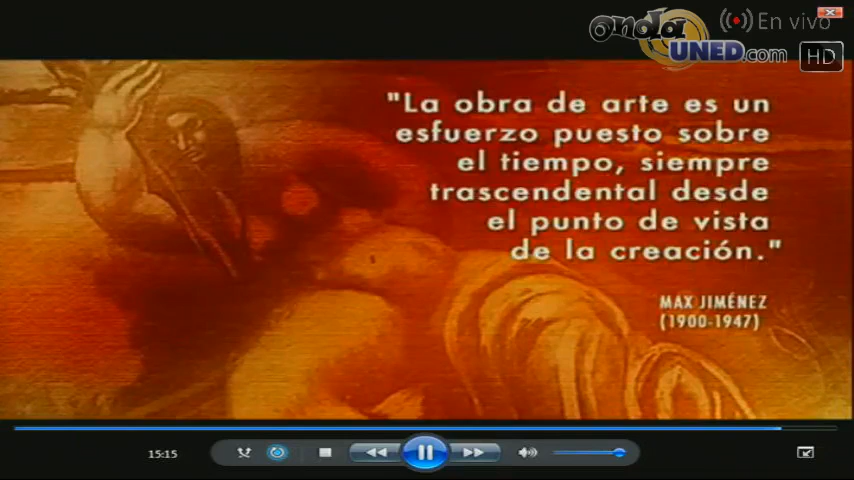 onda
UNED.com
En vivo
HD
"La obra de arte es un
esfuerzo puesto sobre
el tiempo, siempre
trascendental desde
el punto de vista
de la creación."
MAX JIMÉNEZ
(1900-1947)
15:15